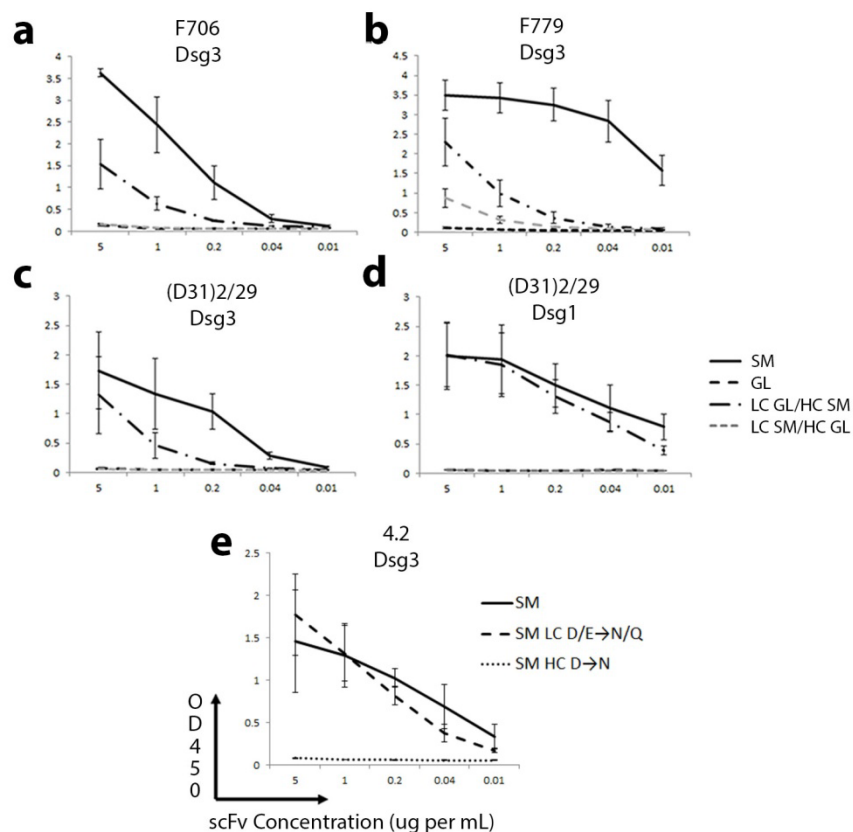 a
F706
Dsg3
4
3.5
3
2.5
2
1.5
1
0.5
0
5 1 0.2 0.04 0.01
b
F779
Dsg3
4.5
4
3.5
3
2.5
2
1.5
1
0.5
0
5 1 0.2 0.04 0.01
c
(D31)2/29
Dsg3
3
2.5
2
1.5
1
0.5
0
5 1 0.2 0.04 0.01
d
(D31)2/29
Dsg1
3
2.5
2
1.5
1
0.5
0
5 1 0.2 0.04 0.01
SM
GL
LC GL/HC SM
LC SM/HC GL
e
4.2
Dsg3
2.5
2
1.5
1
0.5
0
5 1 0.2 0.04 0.01
SM
SM LC D/E→N/Q
SM HC D→N
O
D
4
5
0
scFv Concentration (ug per mL)